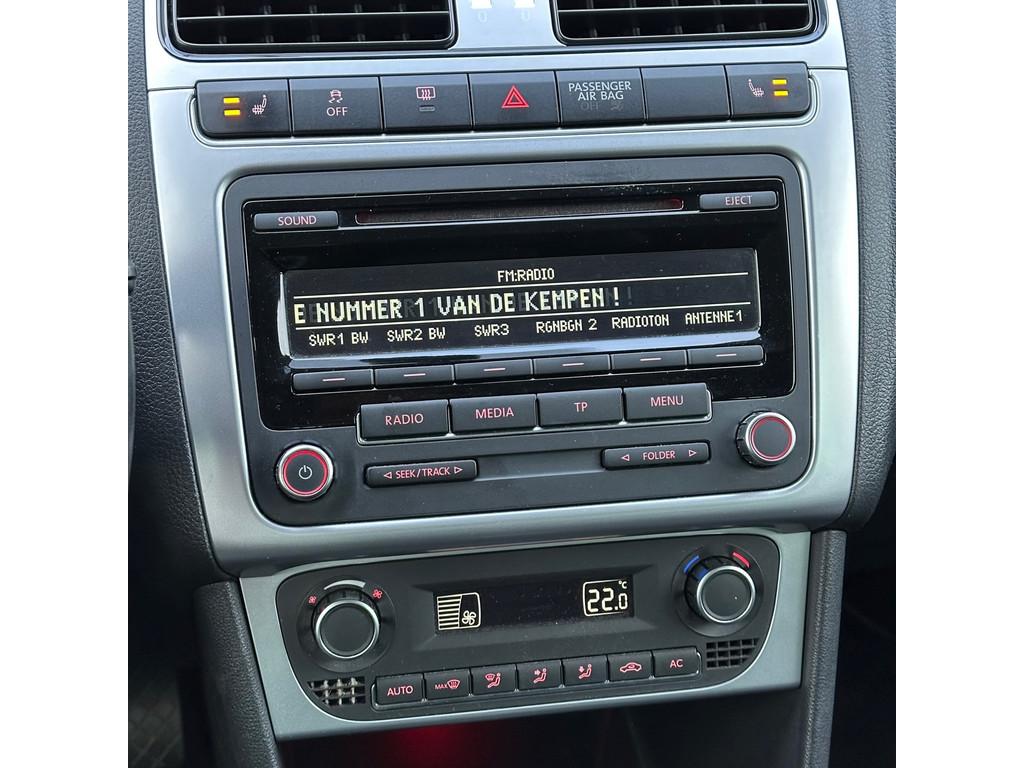 OFF
PASSENGER
AIR BAG
OFF
SOUND
EJECT
FM:RADIO
E NUMMER 1 VAN DE KEMPEN !
SWR1 BW SWR2 BW SWR3 RGNBGN 2 RADIOTON ANTENNE1
RADIO MEDIA TP MENU
SEEK/TRACK FOLDER
22.0 °C
AUTO MAX AC